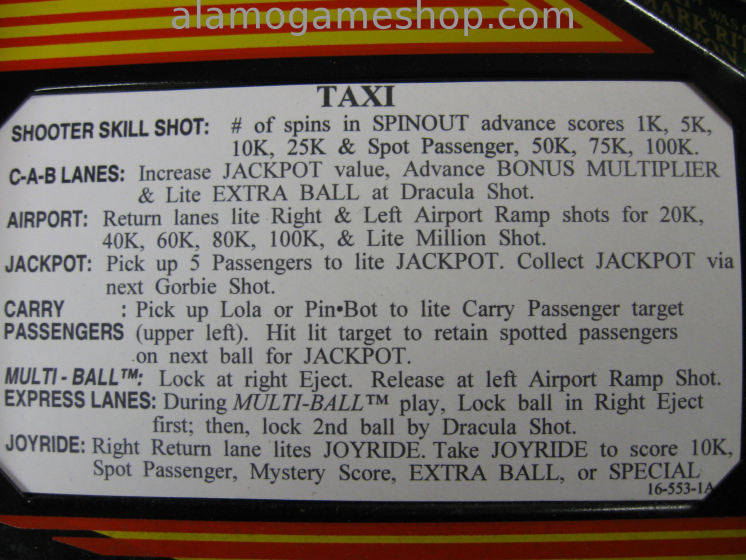 alamogameshop.com
TAXI
SHOOTER SKILL SHOT: # of spins in SPINOUT advance scores 1K, 5K,
10K, 25K & Spot Passenger, 50K, 75K, 100K.
C-A-B LANES: Increase JACKPOT value, Advance BONUS MULTIPLIER
& Lite EXTRA BALL at Dracula Shot.
AIRPORT: Return lanes lite Right & Left Airport Ramp shots for 20K,
40K, 60K, 80K, 100K, & Lite Million Shot.
JACKPOT: Pick up 5 Passengers to lite JACKPOT. Collect JACKPOT via
next Gorbie Shot.
CARRY : Pick up Lola or Pin•Bot to lite Carry Passenger target
PASSENGERS (upper left). Hit lit target to retain spotted passengers
on next ball for JACKPOT.
MULTI-BALL™: Lock at right Eject. Release at left Airport Ramp Shot.
EXPRESS LANES: During MULTI-BALL™ play, Lock ball in Right Eject
first; then, lock 2nd ball by Dracula Shot.
JOYRIDE: Right Return lane lites JOYRIDE. Take JOYRIDE to score 10K,
Spot Passenger, Mystery Score, EXTRA BALL, or SPECIAL
16-553-1A